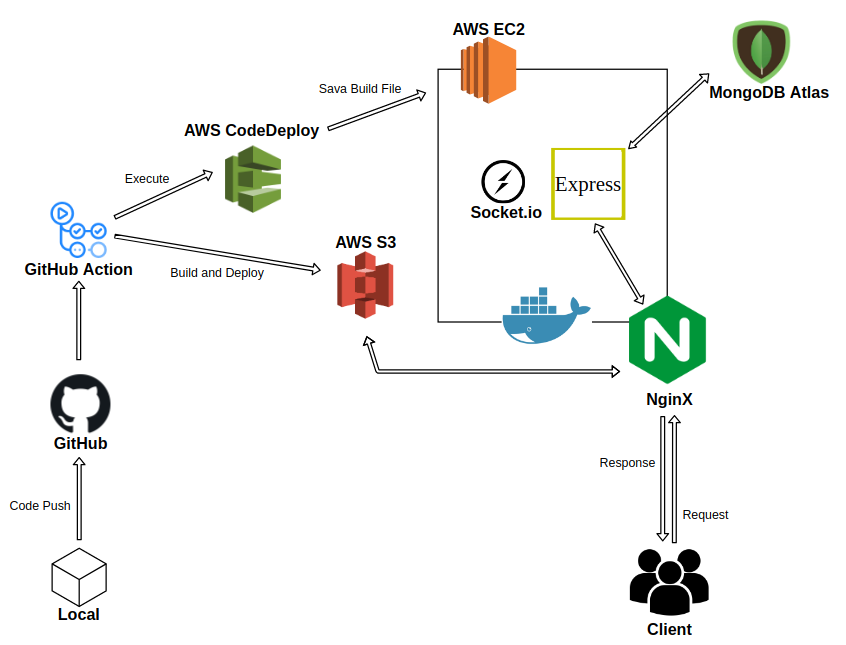 AWS EC2
MongoDB Atlas
Sava Build File
AWS CodeDeploy
Execute
Express
Socket.io
AWS S3
GitHub Action
Build and Deploy
N
NginX
GitHub
Response
Code Push
Request
Local
Client